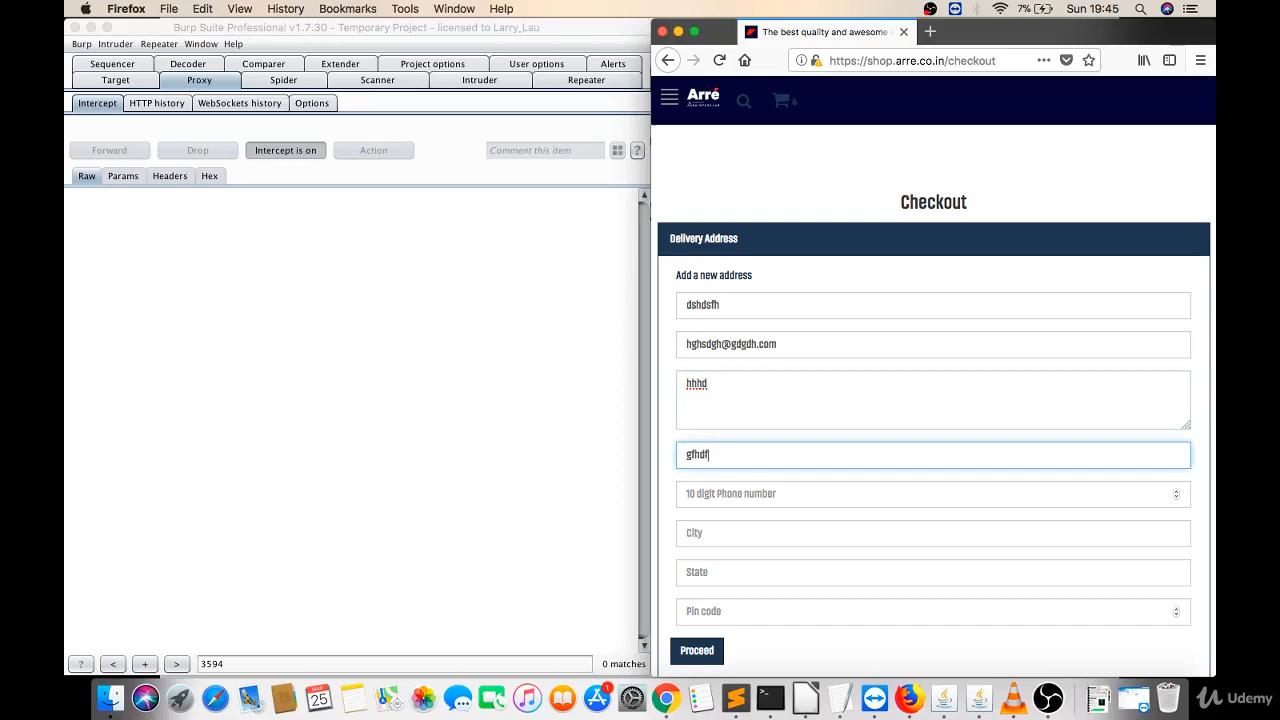 Firefox File Edit View History Bookmarks Tools Window Help 7% Sun 19:45
Burp Suite Professional v1.7.30 - Temporary Project - licensed to Larry_Lau
Burp Intruder Repeater Window Help
Sequencer Decoder Comparer Extender Project options User options Alerts
Target Proxy Spider Scanner Intruder Repeater
Intercept HTTP history WebSockets history Options
Forward Drop Intercept is on Action Comment this item ?
Raw Params Headers Hex
? < + > 3594 0 matches
The best quality and awesome
https://shop.arre.co.in/checkout
Arré
6
Checkout
Delivery Address
Add a new address
dshdsfh
hghsdgh@gdgdh.com
hhhd
gfhdf
10 digit Phone number
City
State
Pin code
Proceed
MAR
25
1
Udemy